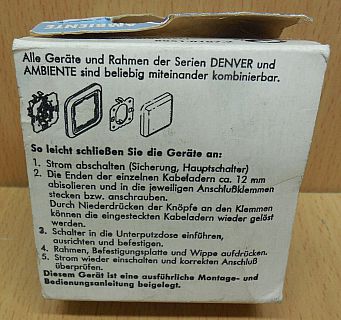 AMBIENTE
Alle Geräte und Rahmen der Serien DENVER und
AMBIENTE sind beliebig miteinander kombinierbar.
So leicht schließen Sie die Geräte an:
1. Strom abschalten (Sicherung, Hauptschalter)
2. Die Enden der einzelnen Kabeladern ca. 12 mm
abisolieren und in die jeweiligen Anschlußklemmen
stecken bzw. anschrauben.
Durch Niederdrücken der Knöpfe an den Klemmen
können die eingesteckten Kabeladern wieder gelöst
werden.
3. Schalter in die Unterputzdose einführen,
ausrichten und befestigen.
4. Rahmen, Befestigungsplatte und Wippe aufdrücken.
5. Strom wieder einschalten und korrekten Anschluß
überprüfen.
Diesem Gerät ist eine ausführliche Montage- und
Bedienungsanleitung beigelegt.